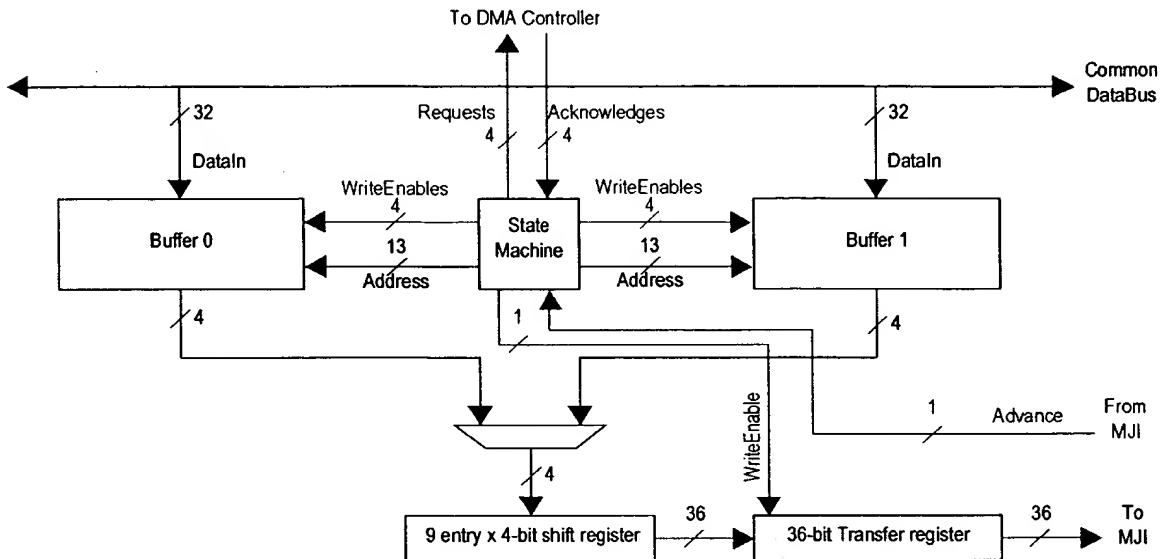 To DMA Controller
Common
DataBus
32
Requests
4
Acknowledges
4
32
DataIn
DataIn
WriteEnables
4
WriteEnables
4
Buffer 0
State
Machine
Buffer 1
13
Address
13
Address
4
1
4
WriteEnable
1
Advance
From
MJI
4
9 entry x 4-bit shift register
36
36-bit Transfer register
36
To
MJI